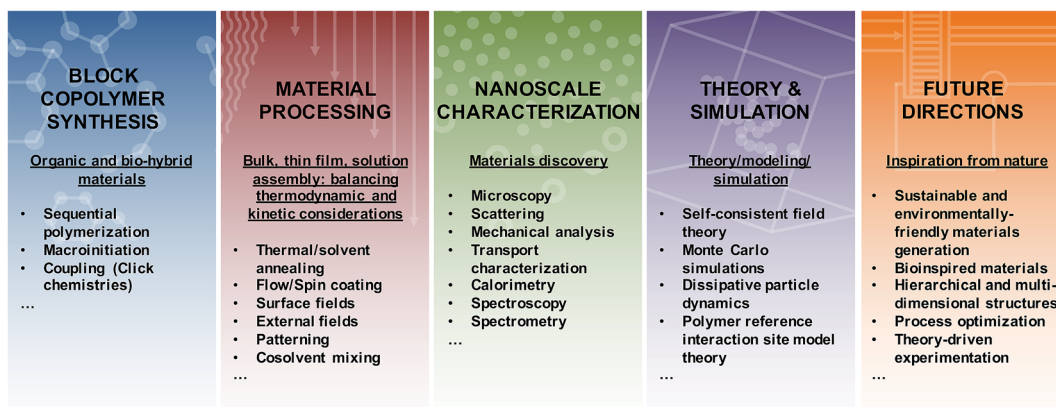 BLOCK
COPOLYMER
SYNTHESIS
Organic and bio-hybrid
materials
• Sequential
polymerization
• Macroinitiation
• Coupling (Click
chemistries)
…
MATERIAL
PROCESSING
Bulk, thin film, solution
assembly: balancing
thermodynamic and
kinetic considerations
• Thermal/solvent
annealing
• Flow/Spin coating
• Surface fields
• External fields
• Patterning
• Cosolvent mixing
…
NANOSCALE
CHARACTERIZATION
Materials discovery
• Microscopy
• Scattering
• Mechanical analysis
• Transport
characterization
• Calorimetry
• Spectroscopy
• Spectrometry
…
THEORY &
SIMULATION
Theory/modeling/
simulation
• Self-consistent field
theory
• Monte Carlo
simulations
• Dissipative particle
dynamics
• Polymer reference
interaction site model
theory
…
FUTURE
DIRECTIONS
Inspiration from nature
• Sustainable and
environmentally-
friendly materials
generation
• Bioinspired materials
• Hierarchical and multi-
dimensional structures
• Process optimization
• Theory-driven
experimentation
…